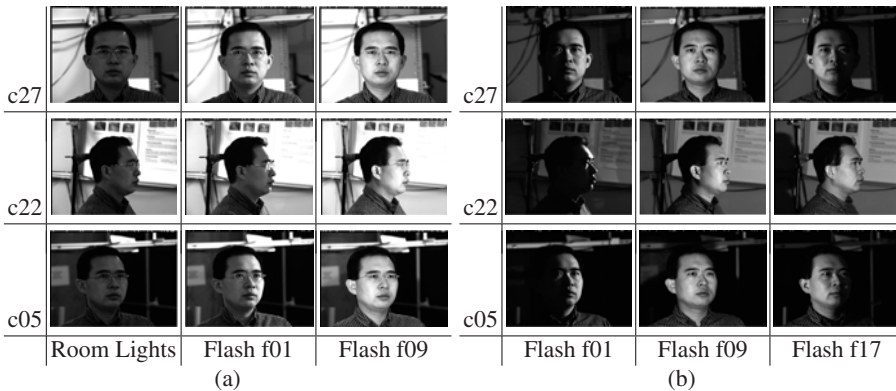 c27
c27
c22
c22
c05
c05
Room Lights Flash f01 Flash f09
Flash f01 Flash f09 Flash f17
(a)
(b)